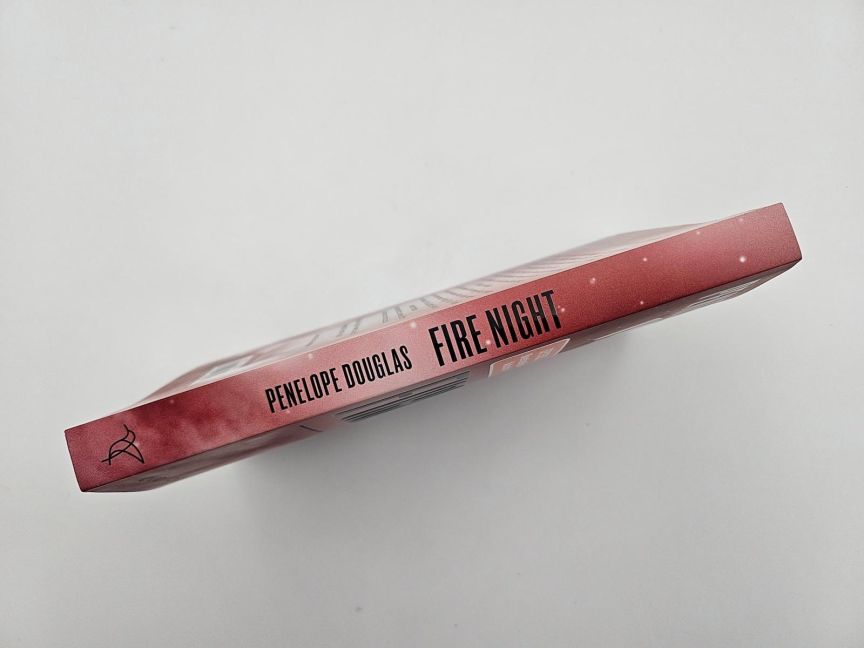 PENELOPE DOUGLAS FIRE NIGHT